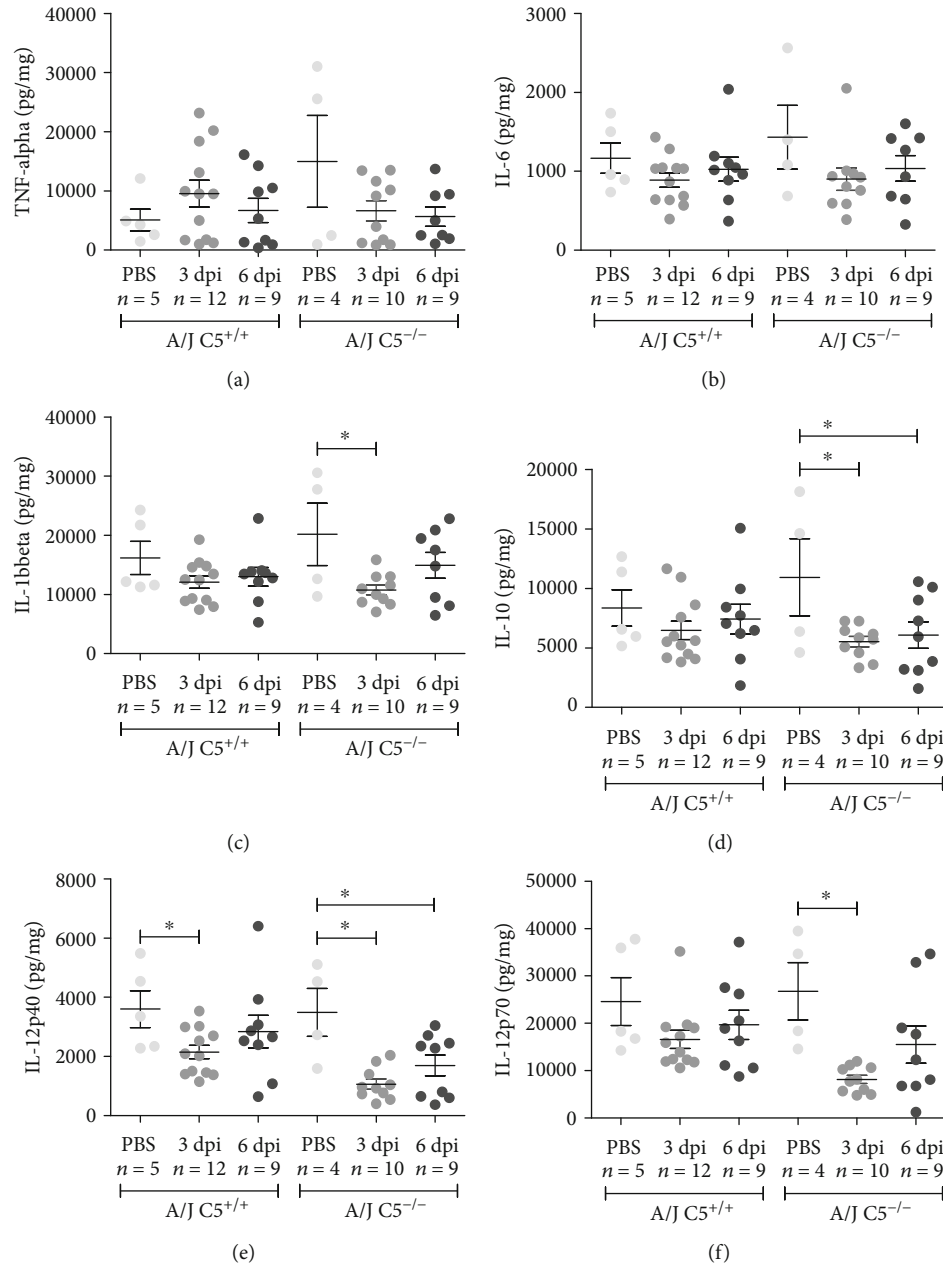 TNF-alpha (pg/mg)
40000
30000
20000
10000
0
PBS 3 dpi 6 dpi PBS 3 dpi 6 dpi
n = 5 n = 12 n = 9 n = 4 n = 10 n = 9
A/J C5+/+ A/J C5−/−
(a)
IL-6 (pg/mg)
3000
2000
1000
0
PBS 3 dpi 6 dpi PBS 3 dpi 6 dpi
n = 5 n = 12 n = 9 n = 4 n = 10 n = 9
A/J C5+/+ A/J C5−/−
(b)
IL-1bbeta (pg/mg)
40000
30000
20000
10000
0
*
PBS 3 dpi 6 dpi PBS 3 dpi 6 dpi
n = 5 n = 12 n = 9 n = 4 n = 10 n = 9
A/J C5+/+ A/J C5−/−
(c)
IL-10 (pg/mg)
20000
15000
10000
5000
0
*
*
PBS 3 dpi 6 dpi PBS 3 dpi 6 dpi
n = 5 n = 12 n = 9 n = 4 n = 10 n = 9
A/J C5+/+ A/J C5−/−
(d)
IL-12p40 (pg/mg)
8000
6000
4000
2000
0
*
*
*
PBS 3 dpi 6 dpi PBS 3 dpi 6 dpi
n = 5 n = 12 n = 9 n = 4 n = 10 n = 9
A/J C5+/+ A/J C5−/−
(e)
IL-12p70 (pg/mg)
50000
40000
30000
20000
10000
0
*
PBS 3 dpi 6 dpi PBS 3 dpi 6 dpi
n = 5 n = 12 n = 9 n = 4 n = 10 n = 9
A/J C5+/+ A/J C5−/−
(f)